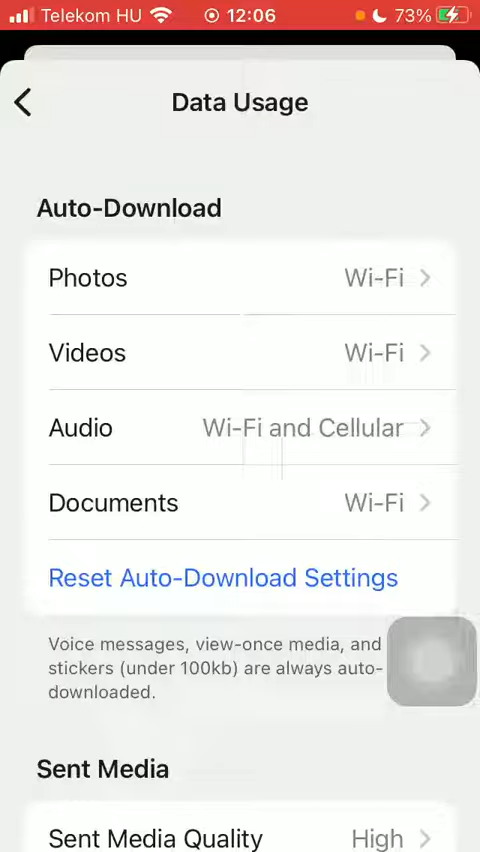 Telekom HU 12:06 73%
Data Usage
Auto-Download
Photos Wi-Fi
Videos Wi-Fi
Audio Wi-Fi and Cellular
Documents Wi-Fi
Reset Auto-Download Settings
Voice messages, view-once media, and
stickers (under 100kb) are always auto-
downloaded.
Sent Media
Sent Media Quality High